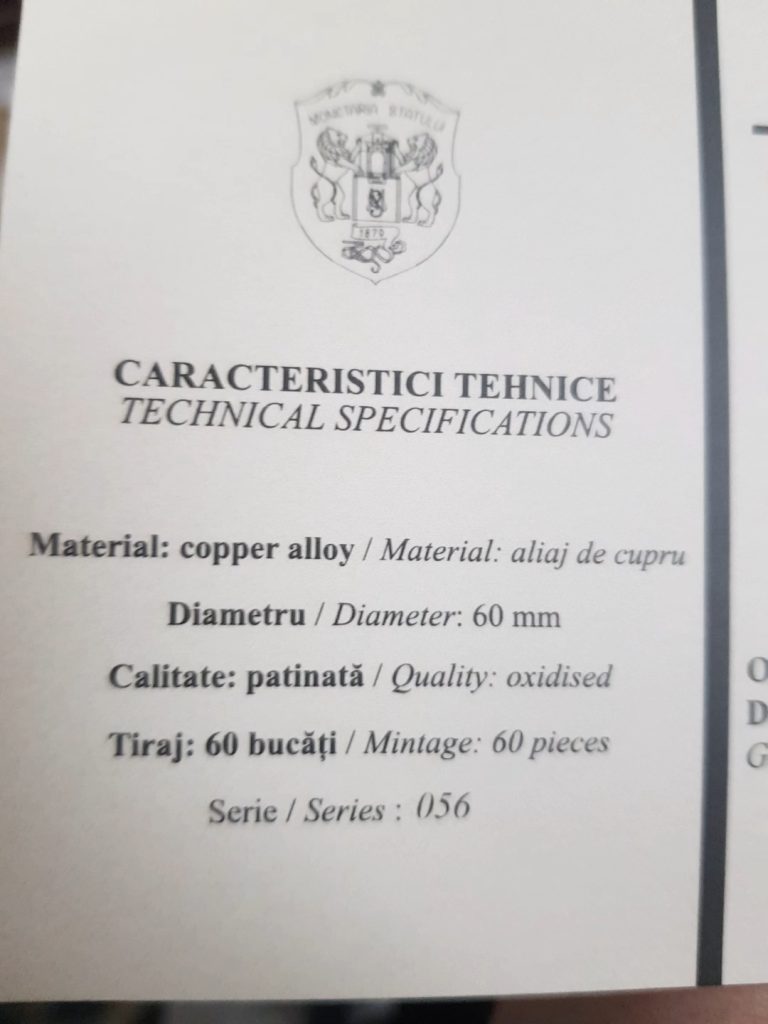 MONETARIA STATULUI
1870
CARACTERISTICI TEHNICE
TECHNICAL SPECIFICATIONS
Material: copper alloy / Material: aliaj de cupru
Diametru / Diameter: 60 mm
Calitate: patinată / Quality: oxidised
Tiraj: 60 bucăți / Mintage: 60 pieces
Serie / Series : 056
O
D
G